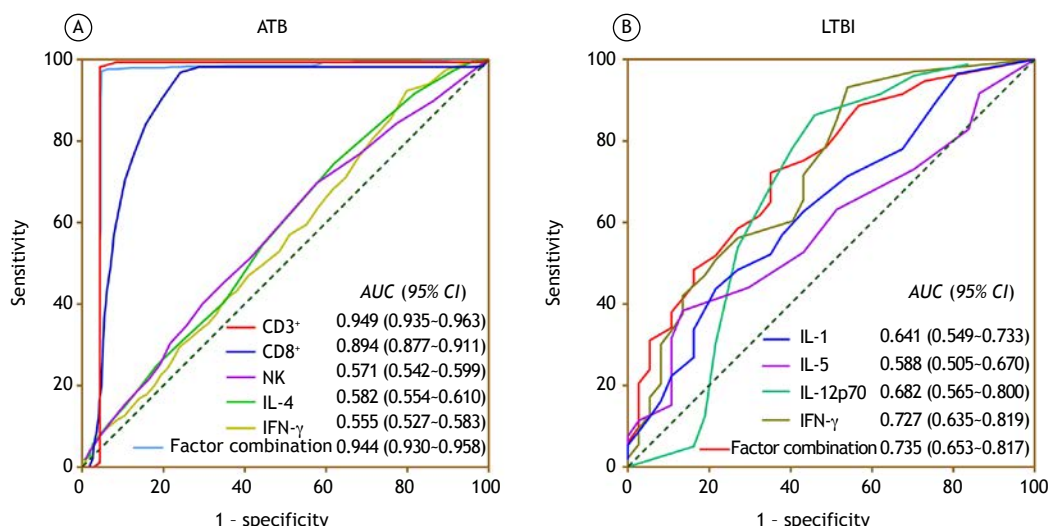 A ATB
100
80
60
40
20
0
Sensitivity
AUC (95% CI)
CD3⁺ 0.949 (0.935~0.963)
CD8⁺ 0.894 (0.877~0.911)
NK 0.571 (0.542~0.599)
IL-4 0.582 (0.554~0.610)
IFN-γ 0.555 (0.527~0.583)
Factor combination 0.944 (0.930~0.958)
0 20 40 60 80 100
1 - specificity
B LTBI
100
80
60
40
20
0
Sensitivity
AUC (95% CI)
IL-1 0.641 (0.549~0.733)
IL-5 0.588 (0.505~0.670)
IL-12p70 0.682 (0.565~0.800)
IFN-γ 0.727 (0.635~0.819)
Factor combination 0.735 (0.653~0.817)
0 20 40 60 80 100
1 - specificity